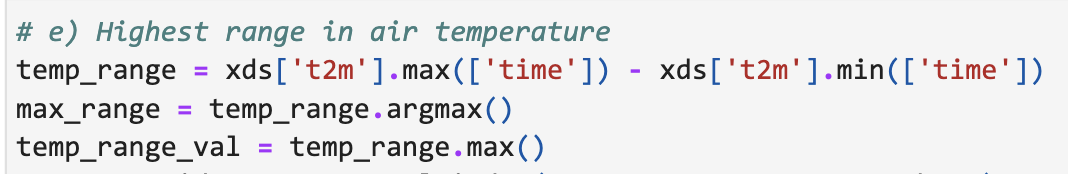 # e) Highest range in air temperature
temp_range = xds['t2m'].max(['time']) - xds['t2m'].min(['time'])
max_range = temp_range.argmax()
temp_range_val = temp_range.max()